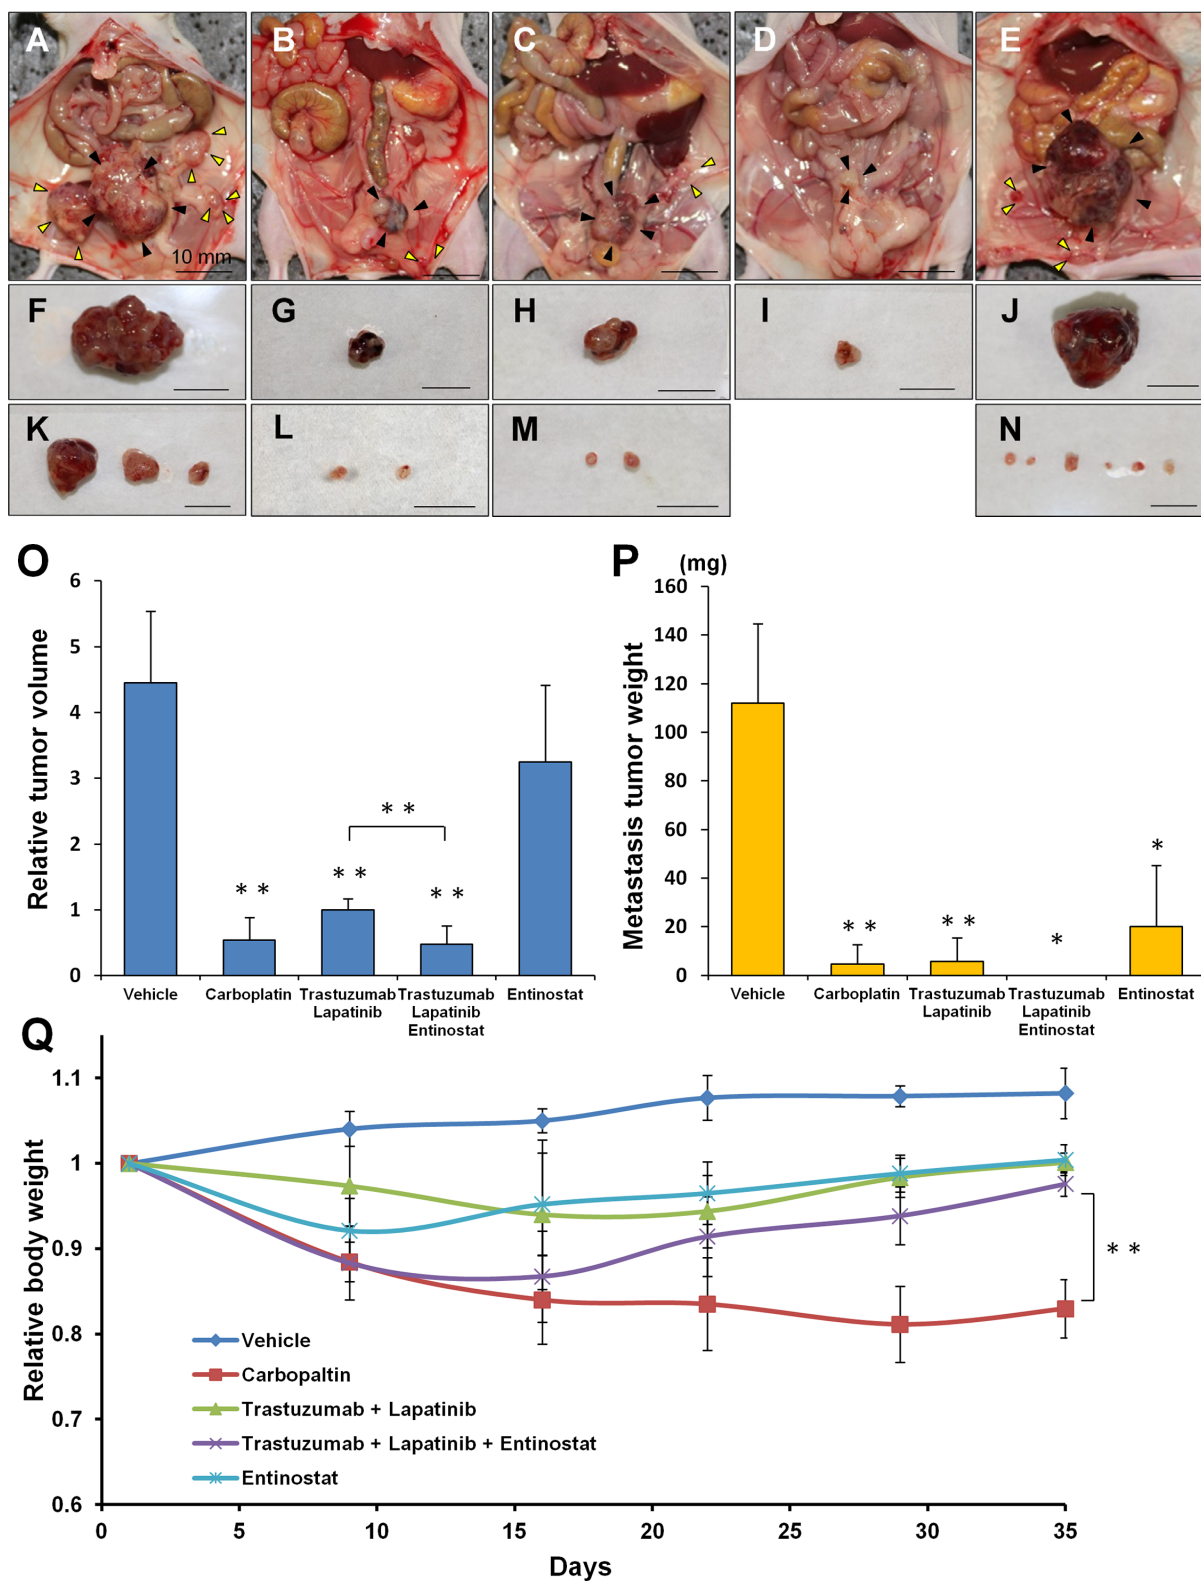 A B C D E
10 mm
F G H I J
K L M N
O
Relative tumor volume
6
5
4
3
2
1
0
* *
* *
* *
* *
Vehicle
Carboplatin
Trastuzumab
Lapatinib
Trastuzumab
Lapatinib
Entinostat
Entinostat
P
(mg)
Metastasis tumor weight
160
140
120
100
80
60
40
20
0
* *
* *
*
*
Vehicle
Carboplatin
Trastuzumab
Lapatinib
Trastuzumab
Lapatinib
Entinostat
Entinostat
Q
Relative body weight
1.1
1
0.9
0.8
0.7
0.6
* *
Vehicle
Carbopaltin
Trastuzumab + Lapatinib
Trastuzumab + Lapatinib + Entinostat
Entinostat
0 5 10 15 20 25 30 35
Days